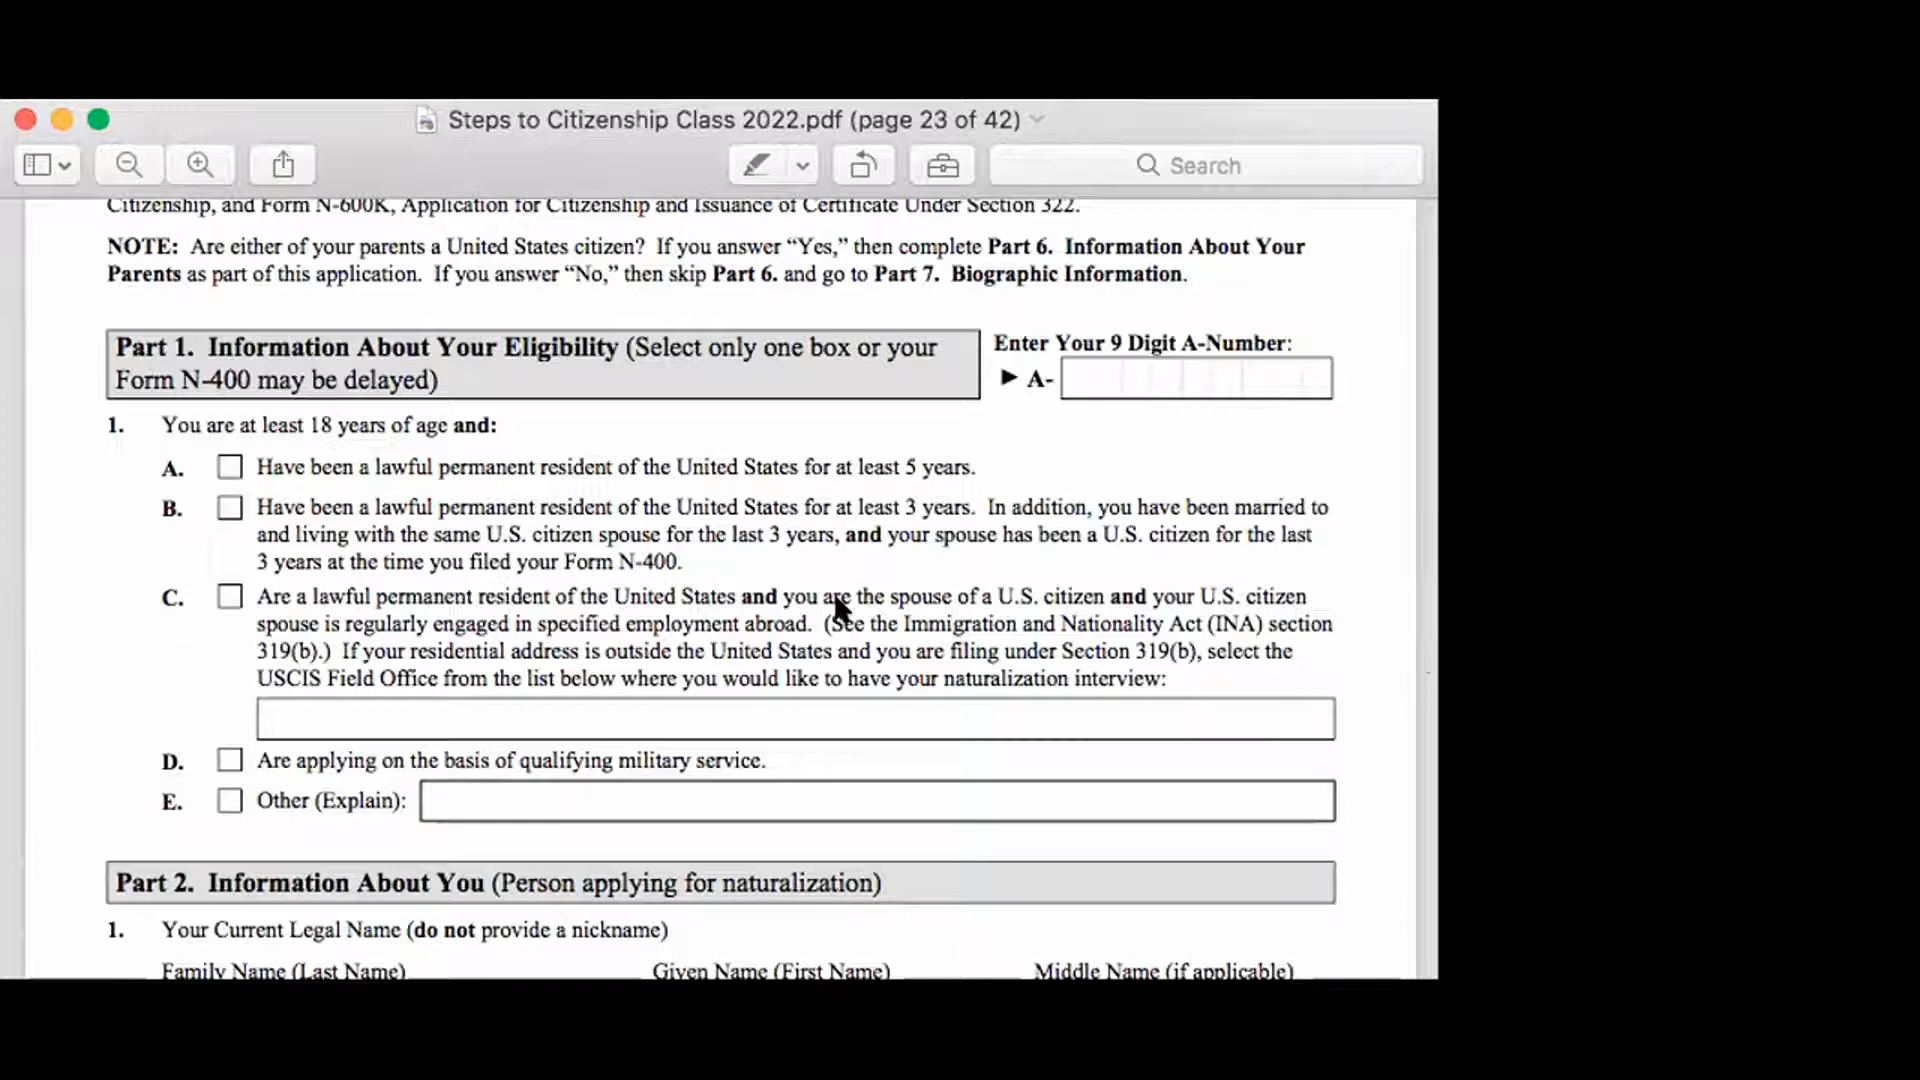 Steps to Citizenship Class 2022.pdf (page 23 of 42)
Search
Citizenship, and Form N-600K, Application for Citizenship and Issuance of Certificate Under Section 322.
NOTE: Are either of your parents a United States citizen? If you answer “Yes,” then complete Part 6. Information About Your
Parents as part of this application. If you answer “No,” then skip Part 6. and go to Part 7. Biographic Information.
Part 1. Information About Your Eligibility (Select only one box or your
Form N-400 may be delayed)
Enter Your 9 Digit A-Number:
► A-
1. You are at least 18 years of age and:
A. Have been a lawful permanent resident of the United States for at least 5 years.
B. Have been a lawful permanent resident of the United States for at least 3 years. In addition, you have been married to
and living with the same U.S. citizen spouse for the last 3 years, and your spouse has been a U.S. citizen for the last
3 years at the time you filed your Form N-400.
C. Are a lawful permanent resident of the United States and you are the spouse of a U.S. citizen and your U.S. citizen
spouse is regularly engaged in specified employment abroad. (See the Immigration and Nationality Act (INA) section
319(b).) If your residential address is outside the United States and you are filing under Section 319(b), select the
USCIS Field Office from the list below where you would like to have your naturalization interview:
D. Are applying on the basis of qualifying military service.
E. Other (Explain):
Part 2. Information About You (Person applying for naturalization)
1. Your Current Legal Name (do not provide a nickname)
Family Name (Last Name) Given Name (First Name) Middle Name (if applicable)